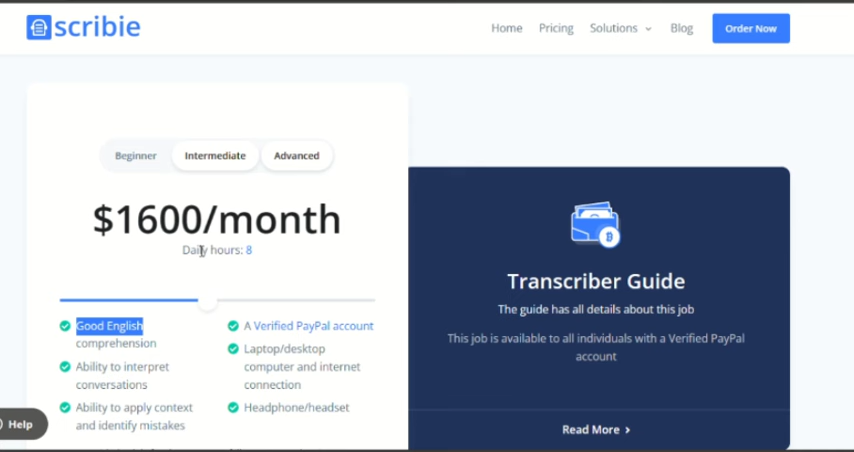 scribie
Home Pricing Solutions Blog Order Now
Beginner Intermediate Advanced
$1600/month
Daily hours: 8
Good English
comprehension
Ability to interpret
conversations
Ability to apply context
and identify mistakes
A Verified PayPal account
Laptop/desktop
computer and internet
connection
Headphone/headset
Transcriber Guide
The guide has all details about this job
This job is available to all individuals with a Verified PayPal
account
Read More
Help